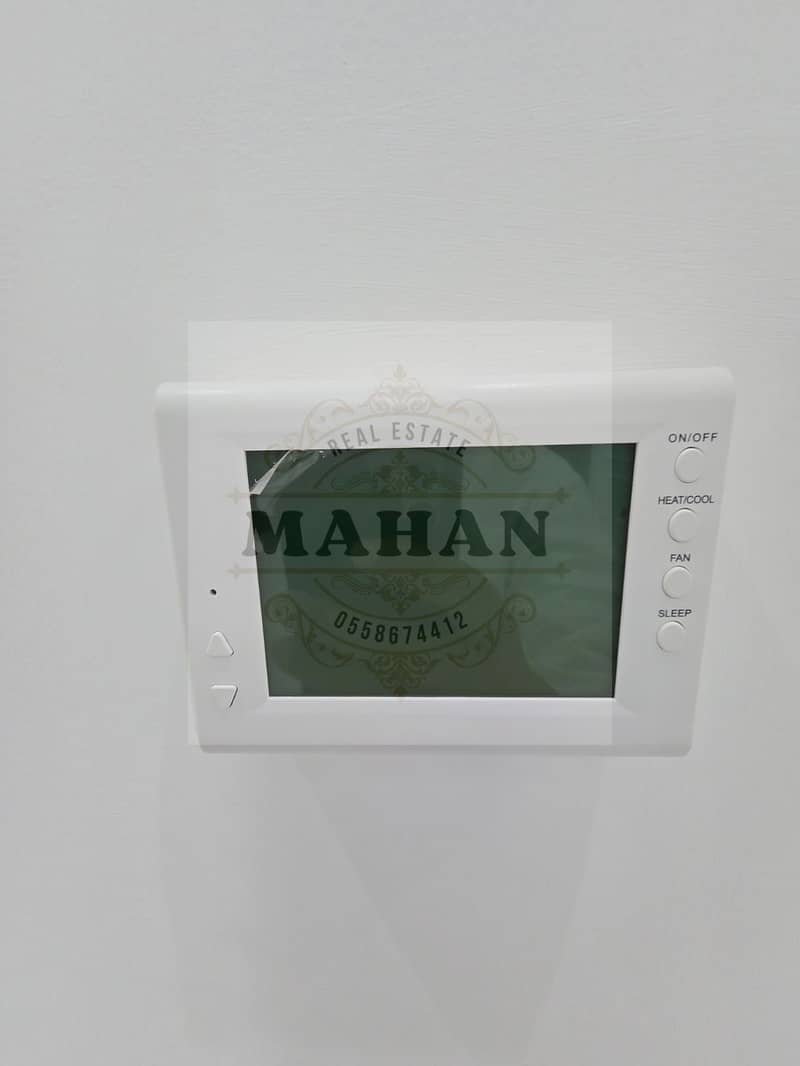 REAL ESTATE
MAHAN
0558674412
ON/OFF
HEAT/COOL
FAN
SLEEP